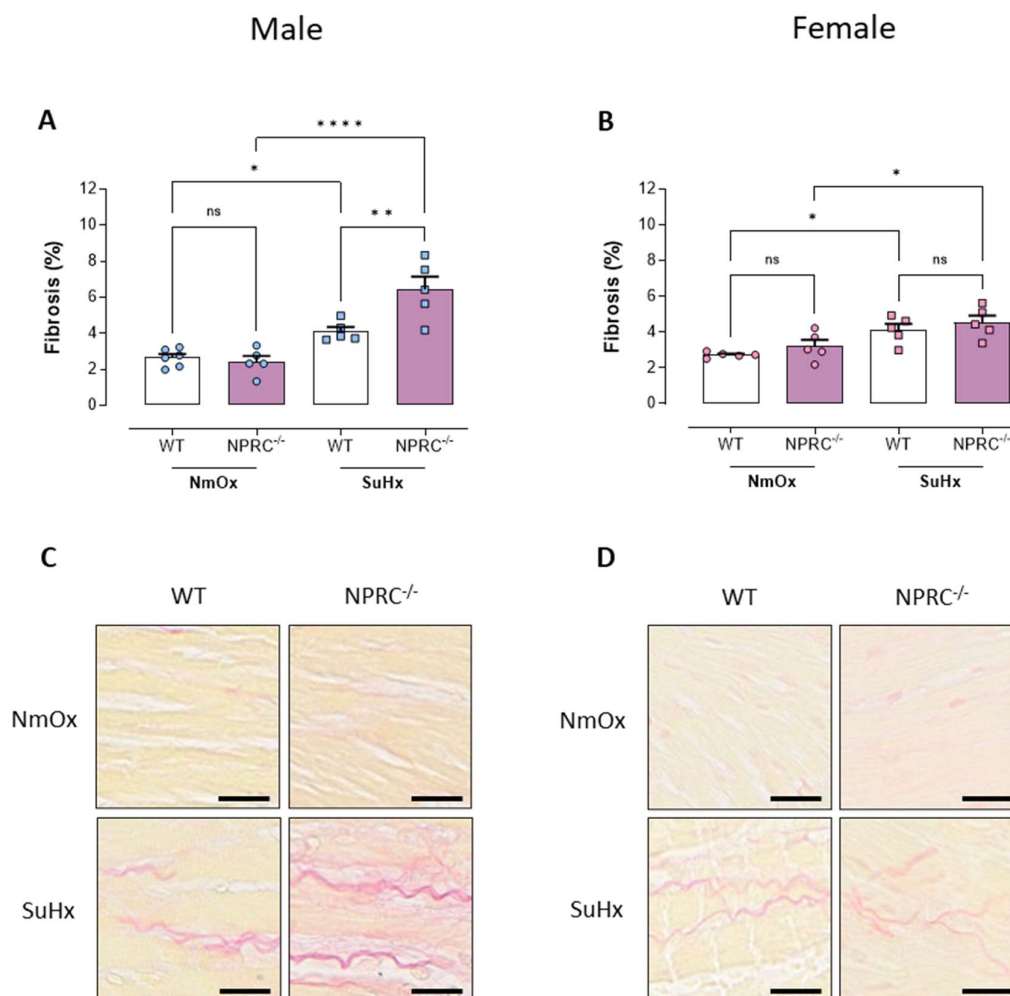 Male
Female
A
B
****
*
**
ns
*
*
ns
ns
Fibrosis (%)
12
10
8
6
4
2
0
Fibrosis (%)
12
10
8
6
4
2
0
WT NPRC⁻/⁻ WT NPRC⁻/⁻
NmOx SuHx
WT NPRC⁻/⁻ WT NPRC⁻/⁻
NmOx SuHx
C
D
WT NPRC⁻/⁻
WT NPRC⁻/⁻
NmOx
NmOx
SuHx
SuHx